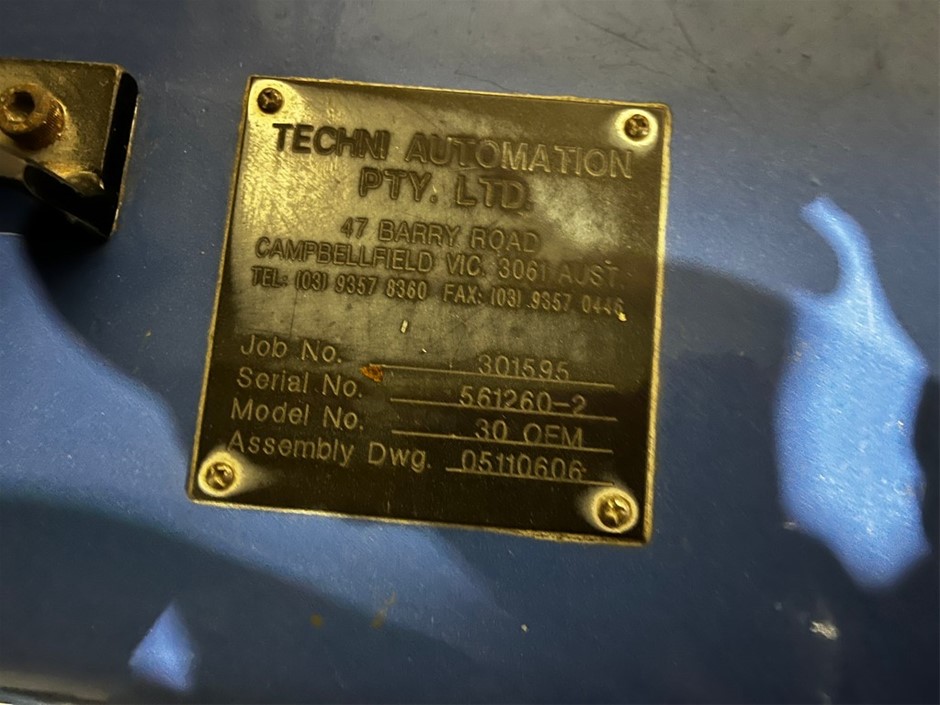 TECHNI AUTOMATION
PTY. LTD.
47 BARRY ROAD
CAMPBELLFIELD VIC. 3061 AUST.
TEL: (03) 9357 8360 FAX: (03) 9357 0446
Job No. 301595
Serial No. 561260-2
Model No. 30 OEM
Assembly Dwg. 05110606